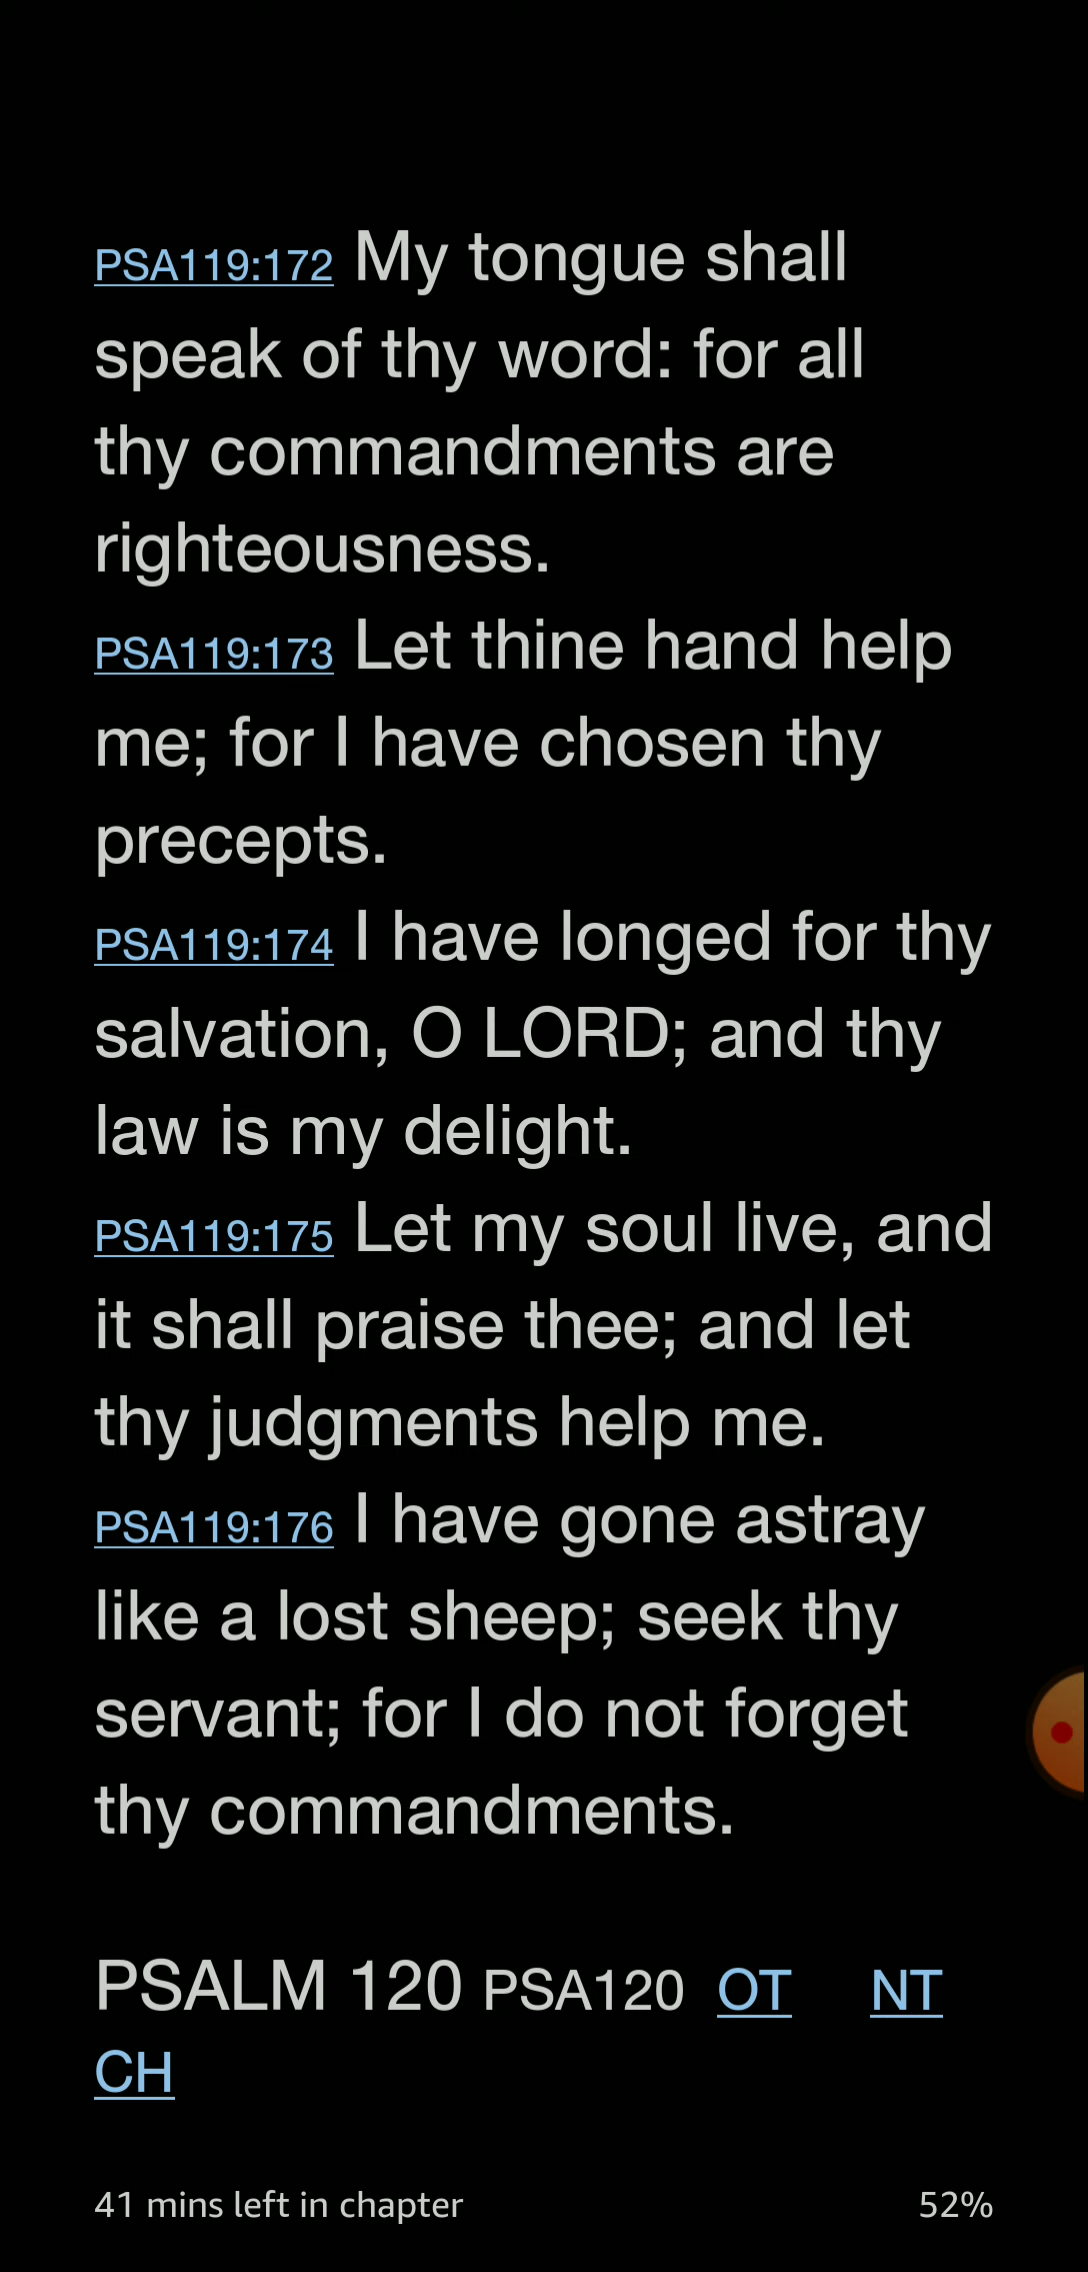 PSA119:172 My tongue shall
speak of thy word: for all
thy commandments are
righteousness.
PSA119:173 Let thine hand help
me; for I have chosen thy
precepts.
PSA119:174 I have longed for thy
salvation, O LORD; and thy
law is my delight.
PSA119:175 Let my soul live, and
it shall praise thee; and let
thy judgments help me.
PSA119:176 I have gone astray
like a lost sheep; seek thy
servant; for I do not forget
thy commandments.
PSALM 120 PSA120 OT NT
CH
41 mins left in chapter 52%